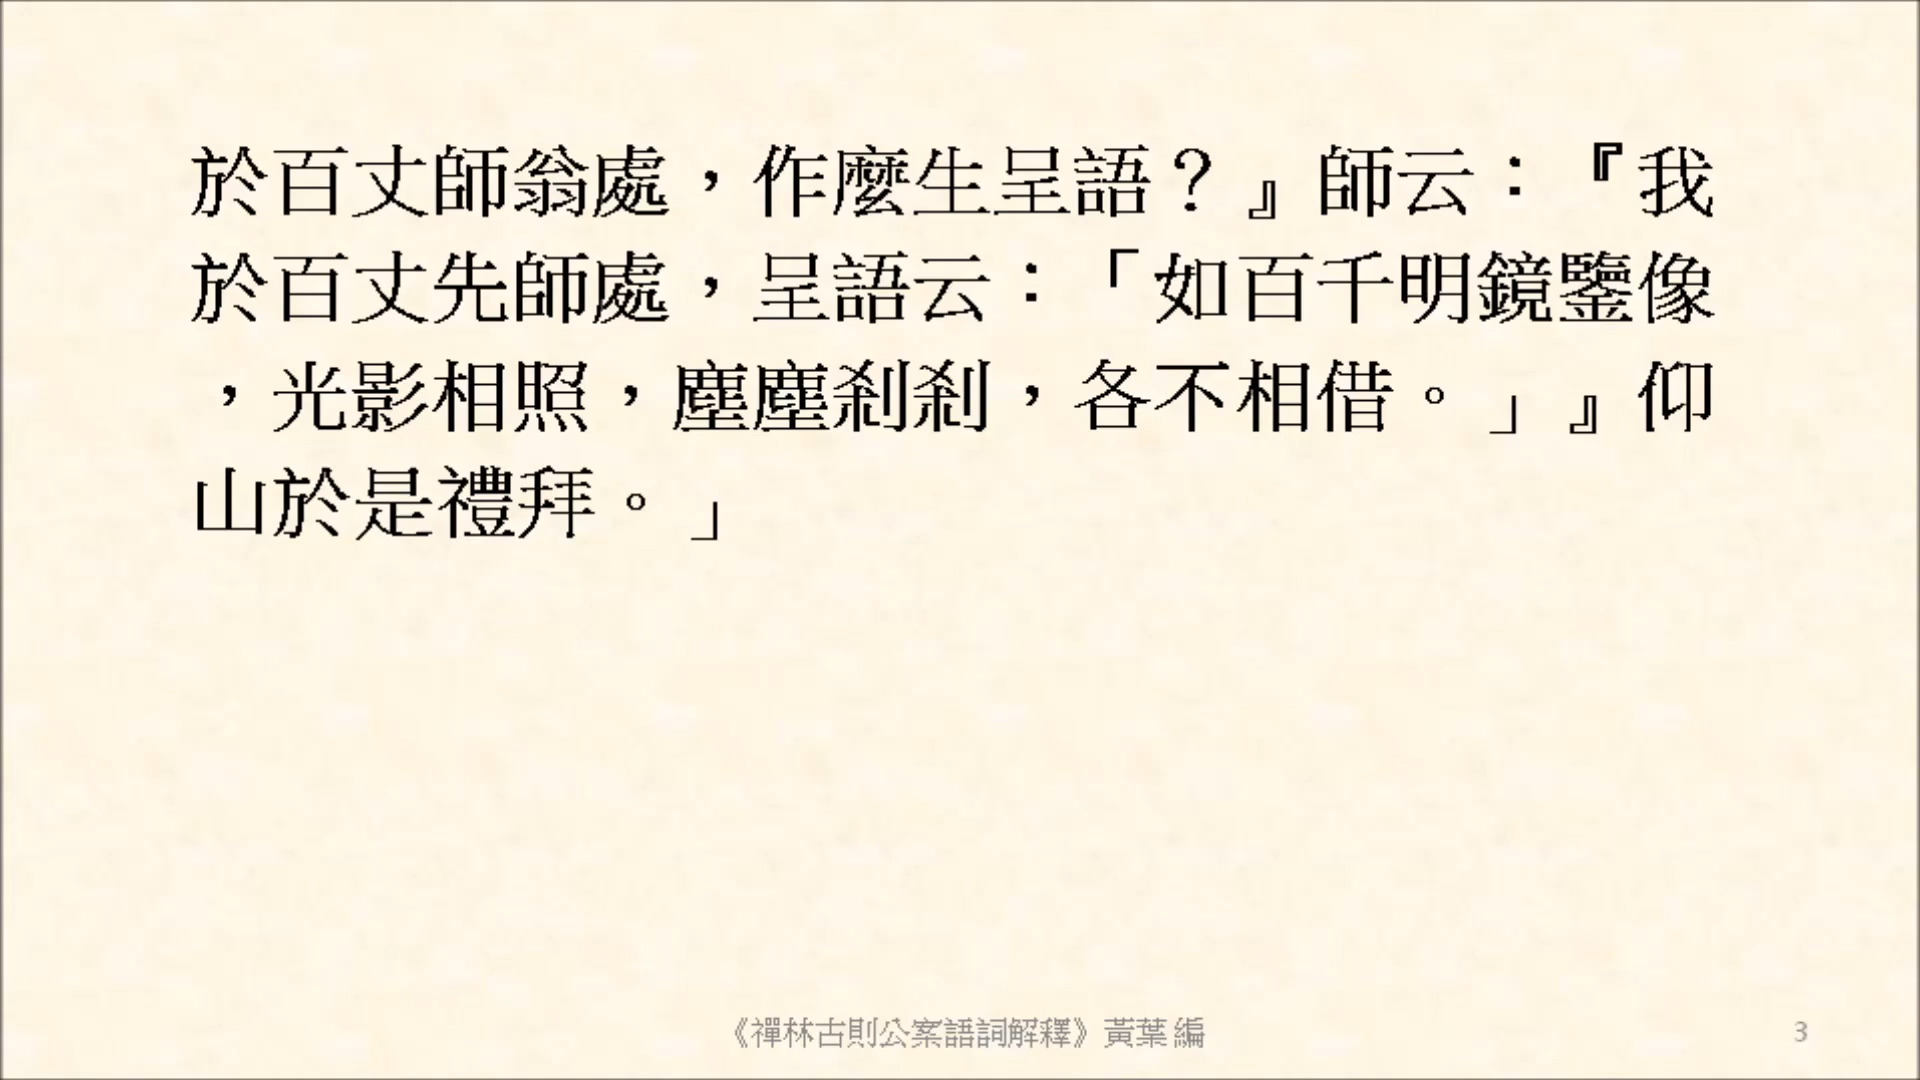 於百丈師翁處，作麼生呈語？』師云：『我
於百丈先師處，呈語云：「如百千明鏡鑒像
，光影相照，塵塵剎剎，各不相借。」』仰
山於是禮拜。」
《禪林古則公案語詞解釋》黃葉 編
3